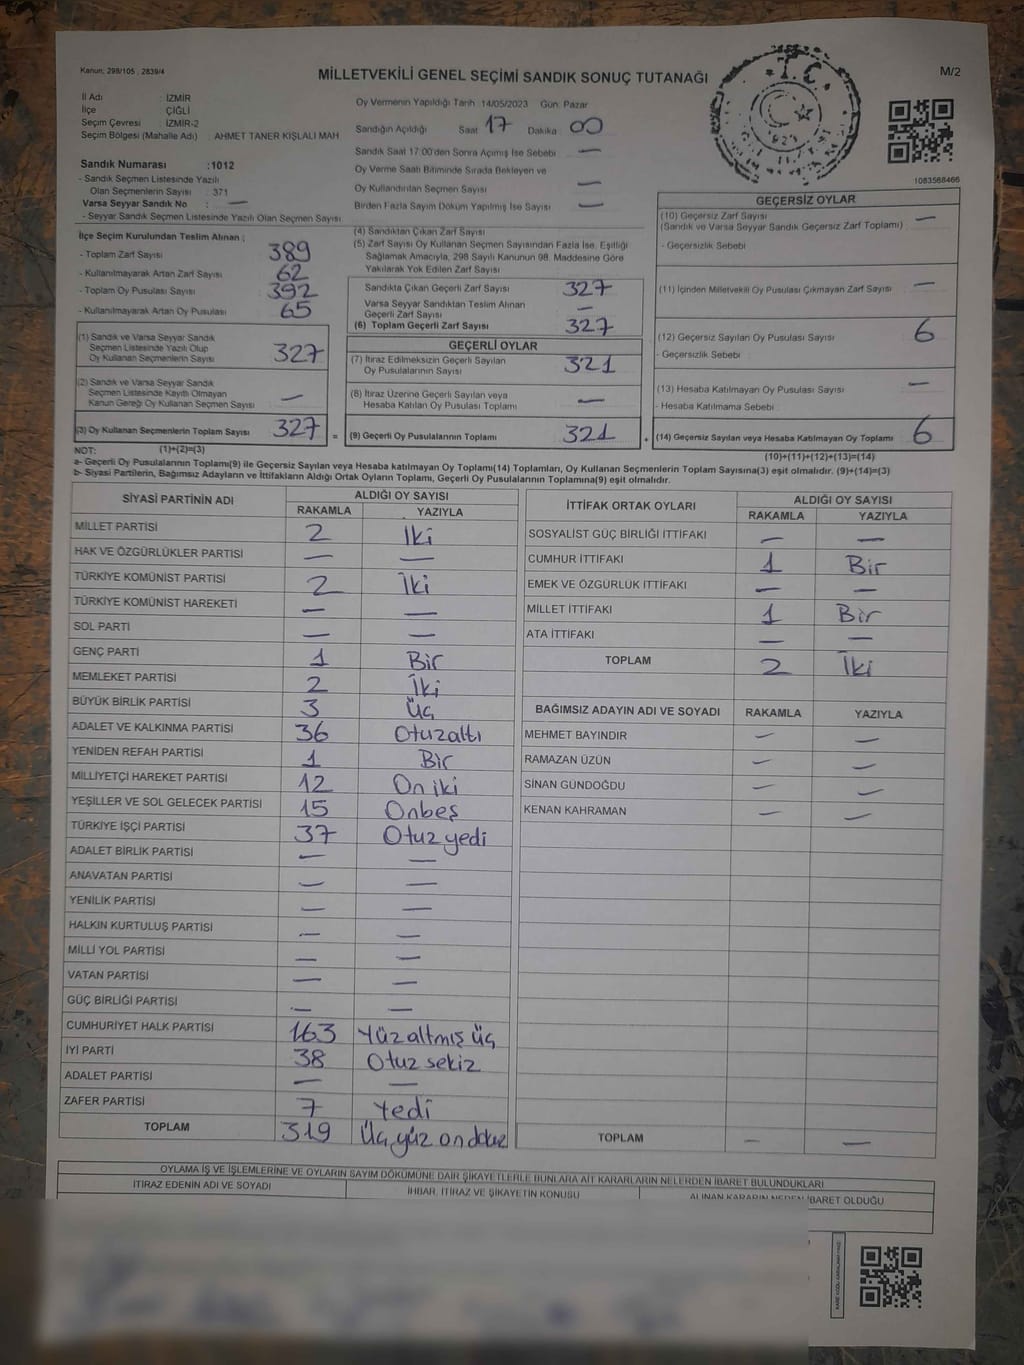 Kanun, 298/105 , 2839/4
MİLLETVEKİLİ GENEL SEÇİMİ SANDIK SONUÇ TUTANAĞI
M/2
T.C.
İl Adı : İZMİR
İlçe : ÇİĞLİ
Seçim Çevresi : İZMİR-2
Seçim Bölgesi (Mahalle Adı) : AHMET TANER KIŞLALI MAH
Oy Vermenin Yapıldığı Tarih :14/05/2023 Gün: Pazar
Sandığın Açıldığı Saat 17 Dakika 00
Sandık Saat 17:00'den Sonra Açımış İse Sebebi —
Oy Verme Saati Bitiminde Sırada Bekleyen ve
Oy Kullandırılan Seçmen Sayısı —
Birden Fazla Sayım Döküm Yapılmış İse Sayısı —
1083568466
Sandık Numarası :1012
- Sandık Seçmen Listesinde Yazılı
Olan Seçmenlerin Sayısı : 371
Varsa Seyyar Sandık No : —
- Seyyar Sandık Seçmen Listesinde Yazılı Olan Seçmen Sayısı
İlçe Seçim Kurulundan Teslim Alınan ;
- Toplam Zarf Sayısı : 389
- Kullanılmayarak Artan Zarf Sayısı : 62
- Toplam Oy Pusulası Sayısı : 392
- Kullanılmayarak Artan Oy Pusulası : 65
(1) Sandık ve Varsa Seyyar Sandık
Seçmen Listesinde Yazılı Olup
Oy Kullanan Seçmenlerin Sayısı 327
(2) Sandık ve Varsa Seyyar Sandık
Seçmen Listesinde Kayıtlı Olmayan
Kanun Gereği Oy Kullanan Seçmen Sayısı —
(3) Oy Kullanan Seçmenlerin Toplam Sayısı 327 =
(4) Sandıktan Çıkan Zarf Sayısı
(5) Zarf Sayısı Oy Kullanan Seçmen Sayısından Fazla İse, Eşitliği
Sağlamak Amacıyla, 298 Sayılı Kanunun 98. Maddesine Göre
Yakılarak Yok Edilen Zarf Sayısı
Sandıkta Çıkan Geçerli Zarf Sayısı 327
Varsa Seyyar Sandıktan Teslim Alınan
Geçerli Zarf Sayısı —
(6) Toplam Geçerli Zarf Sayısı 327
GEÇERLİ OYLAR
(7) İtiraz Edilmeksizin Geçerli Sayılan
Oy Pusulalarının Sayısı 321
(8) İtiraz Üzerine Geçerli Sayılan veya
Hesaba Katılan Oy Pusulası Toplamı —
(9) Geçerli Oy Pusulalarının Toplamı 321 +
GEÇERSİZ OYLAR
(10) Geçersiz Zarf Sayısı
(Sandık ve Varsa Seyyar Sandık Geçersiz Zarf Toplamı) —
- Geçersizlik Sebebi :
(11) İçinden Milletvekili Oy Pusulası Çıkmayan Zarf Sayısı —
(12) Geçersiz Sayılan Oy Pusulası Sayısı 6
- Geçersizlik Sebebi :
(13) Hesaba Katılmayan Oy Pusulası Sayısı —
- Hesaba Katılmama Sebebi :
(14) Geçersiz Sayılan veya Hesaba Katılmayan Oy Toplamı 6
NOT: (1)+(2)=(3)
(10)+(11)+(12)+(13)=(14)
a- Geçerli Oy Pusulalarının Toplamı(9) ile Geçersiz Sayılan veya Hesaba katılmayan Oy Toplamı(14) Toplamları, Oy Kullanan Seçmenlerin Toplam Sayısına(3) eşit olmalıdır. (9)+(14)=(3)
b- Siyasi Partilerin, Bağımsız Adayların ve İttifakların Aldığı Ortak Oyların Toplamı, Geçerli Oy Pusulalarının Toplamına(9) eşit olmalıdır.
SİYASİ PARTİNİN ADI ALDIĞI OY SAYISI
RAKAMLA YAZIYLA
MİLLET PARTİSİ 2 İki
HAK VE ÖZGÜRLÜKLER PARTİSİ — —
TÜRKİYE KOMÜNİST PARTİSİ 2 İki
TÜRKİYE KOMÜNİST HAREKETİ — —
SOL PARTİ — —
GENÇ PARTİ 1 Bir
MEMLEKET PARTİSİ 2 İki
BÜYÜK BİRLİK PARTİSİ 3 Üç
ADALET VE KALKINMA PARTİSİ 36 Otuzaltı
YENİDEN REFAH PARTİSİ 1 Bir
MİLLİYETÇİ HAREKET PARTİSİ 12 On iki
YEŞİLLER VE SOL GELECEK PARTİSİ 15 Onbeş
TÜRKİYE İŞÇİ PARTİSİ 37 Otuz yedi
ADALET BİRLİK PARTİSİ — —
ANAVATAN PARTİSİ — —
YENİLİK PARTİSİ — —
HALKIN KURTULUŞ PARTİSİ — —
MİLLİ YOL PARTİSİ — —
VATAN PARTİSİ — —
GÜÇ BİRLİĞİ PARTİSİ — —
CUMHURİYET HALK PARTİSİ 163 Yüz altmış üç
İYİ PARTİ 38 Otuz sekiz
ADALET PARTİSİ — —
ZAFER PARTİSİ 7 Yedi
TOPLAM 319 Üç yüz on dokuz
İTTİFAK ORTAK OYLARI ALDIĞI OY SAYISI
RAKAMLA YAZIYLA
SOSYALİST GÜÇ BİRLİĞİ İTTİFAKI — —
CUMHUR İTTİFAKI 1 Bir
EMEK VE ÖZGÜRLÜK İTTİFAKI — —
MİLLET İTTİFAKI 1 Bir
ATA İTTİFAKI — —
TOPLAM 2 İki
BAĞIMSIZ ADAYIN ADI VE SOYADI RAKAMLA YAZIYLA
MEHMET BAYINDIR — —
RAMAZAN ÜZÜN — —
SİNAN GÜNDOĞDU — —
KENAN KAHRAMAN — —
TOPLAM — —
OYLAMA İŞ VE İŞLEMLERİNE VE OYLARIN SAYIM DÖKÜMÜNE DAİR ŞİKAYETLERLE BUNLARA AİT KARARLARIN NELERDEN İBARET BULUNDUKLARI
İTİRAZ EDENİN ADI VE SOYADI İHBAR, İTİRAZ VE ŞİKAYETİN KONUSU ALINAN KARARIN NEDEN İBARET OLDUĞU